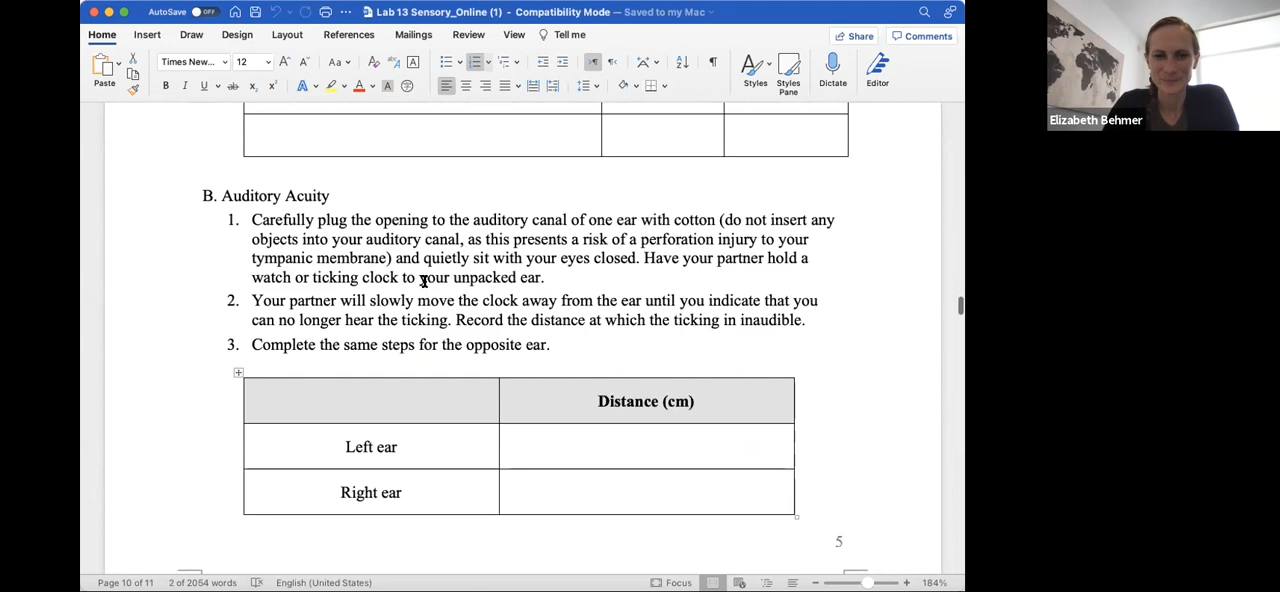 AutoSave OFF Lab 13 Sensory_Online (1) - Compatibility Mode — Saved to my Mac
Home Insert Draw Design Layout References Mailings Review View Tell me Share Comments
Paste Times New... 12 Aa A Styles Styles Pane Dictate Editor
B I U ab x₂ x² A A A
Elizabeth Behmer
B. Auditory Acuity
1. Carefully plug the opening to the auditory canal of one ear with cotton (do not insert any
objects into your auditory canal, as this presents a risk of a perforation injury to your
tympanic membrane) and quietly sit with your eyes closed. Have your partner hold a
watch or ticking clock to your unpacked ear.
2. Your partner will slowly move the clock away from the ear until you indicate that you
can no longer hear the ticking. Record the distance at which the ticking in inaudible.
3. Complete the same steps for the opposite ear.
Distance (cm)
Left ear
Right ear
5
Page 10 of 11 2 of 2054 words English (United States) Focus 184%